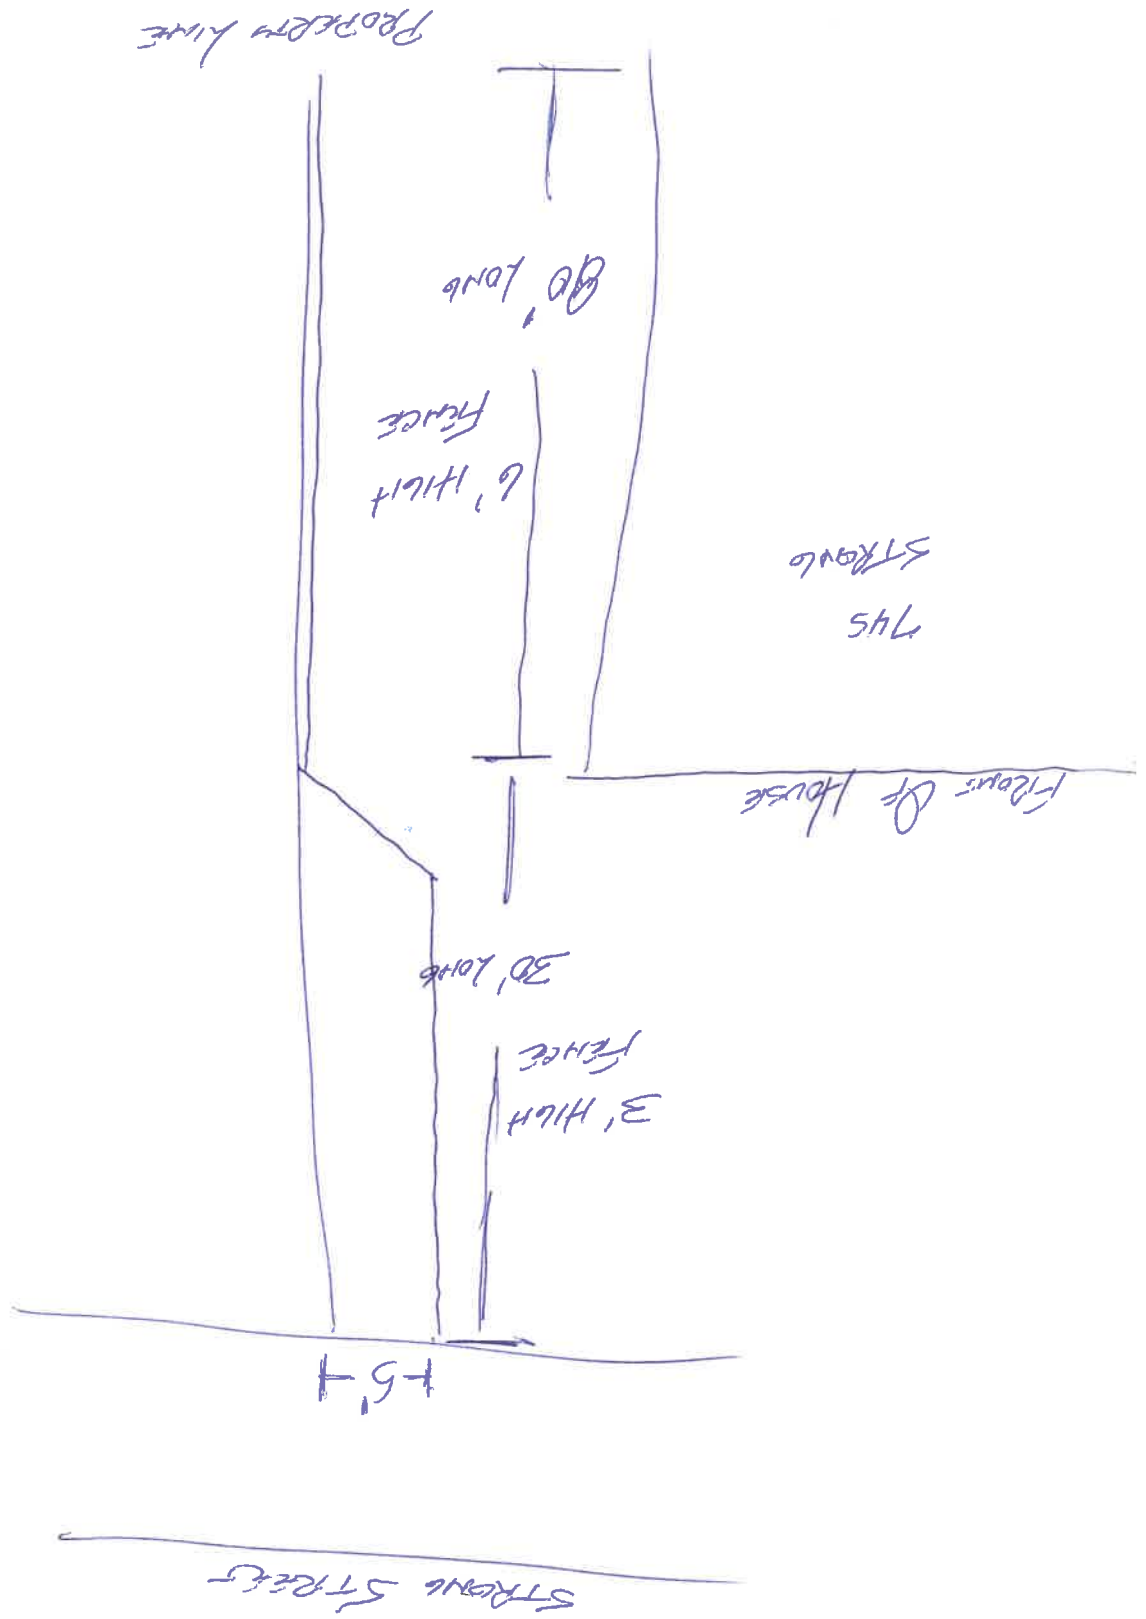 STRONG STREET
5'
3' HIGH
FENCE
30' LONG
FRONT OF HOUSE
745
STRONG
6' HIGH
FENCE
LONG
PROPERTY LINE